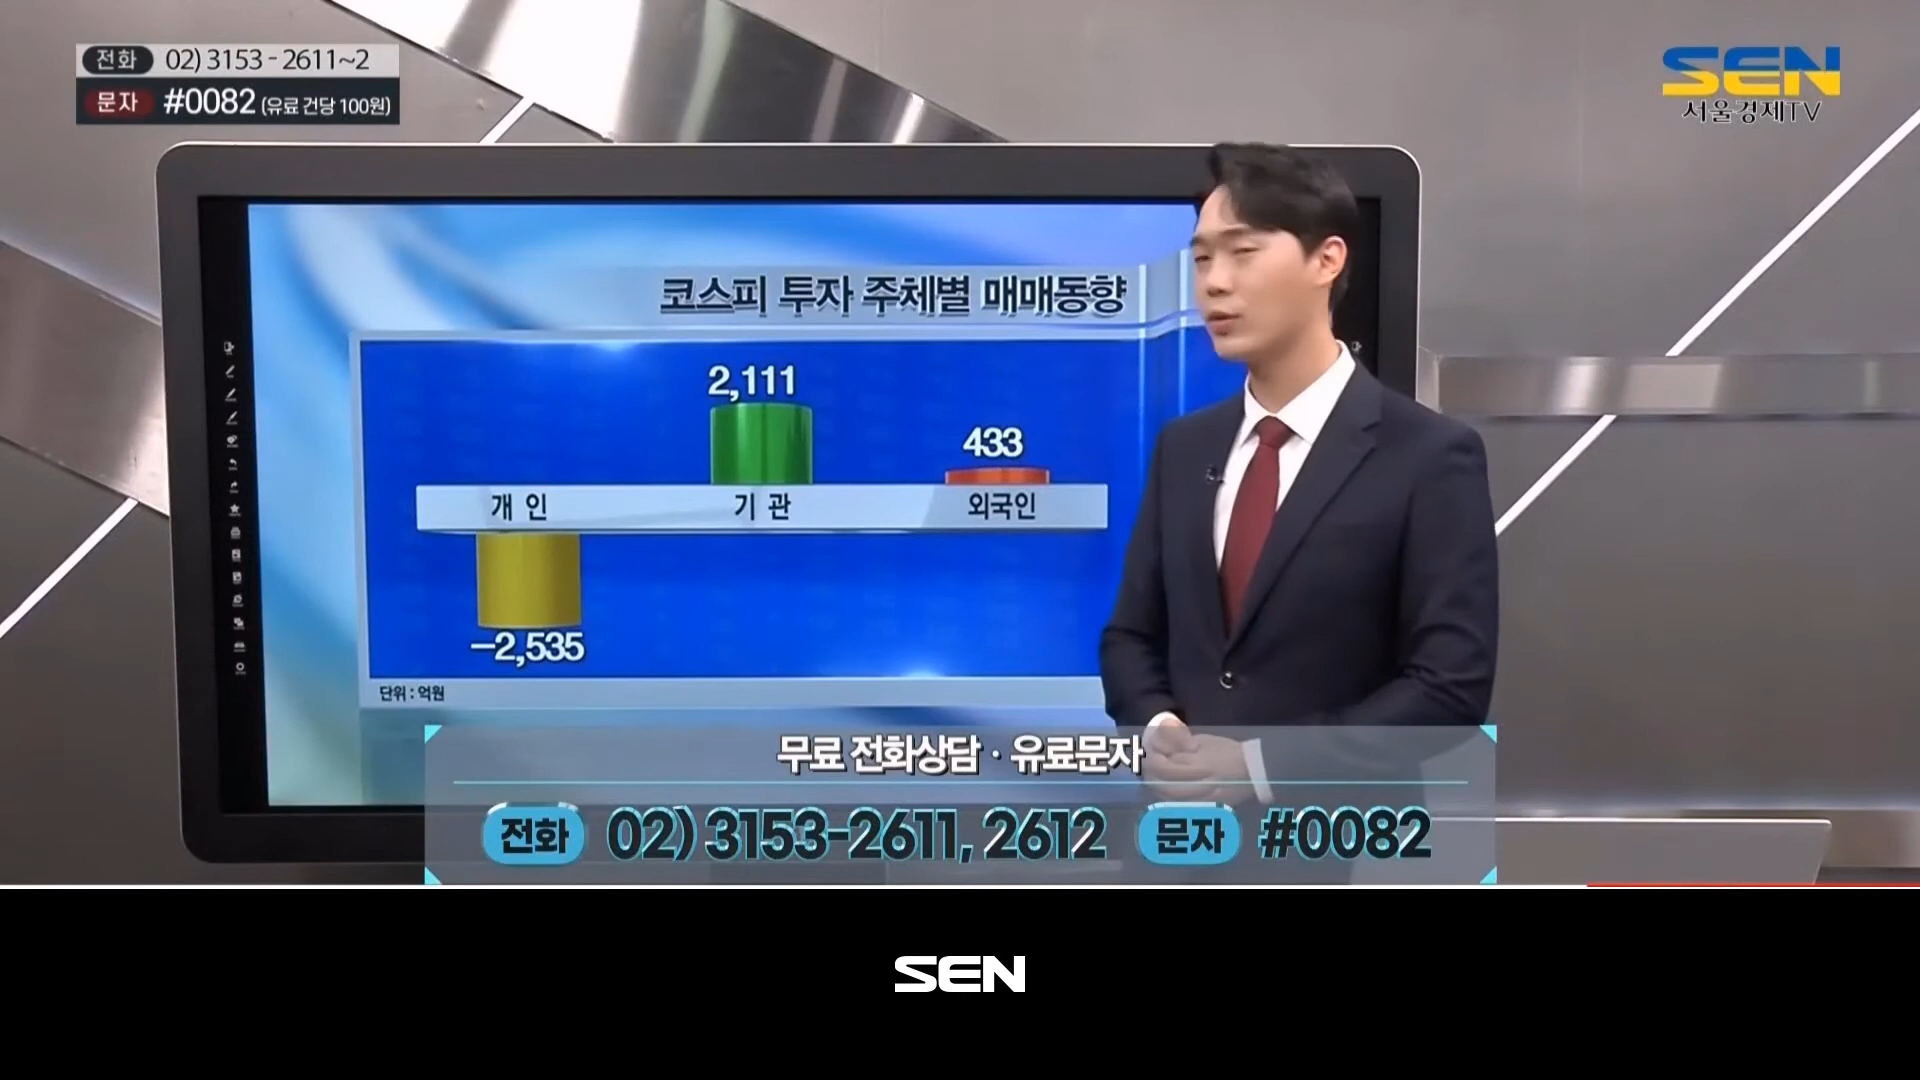 전화 02) 3153 - 2611~2
문자 #0082 (유료 건당 100원)
SEN
서울경제TV
코스피 투자 주체별 매매동향
2,111
433
개 인 기 관 외국인
-2,535
단위 : 억원
무료 전화상담 · 유료문자
전화 02) 3153-2611, 2612 문자 #0082
SEN